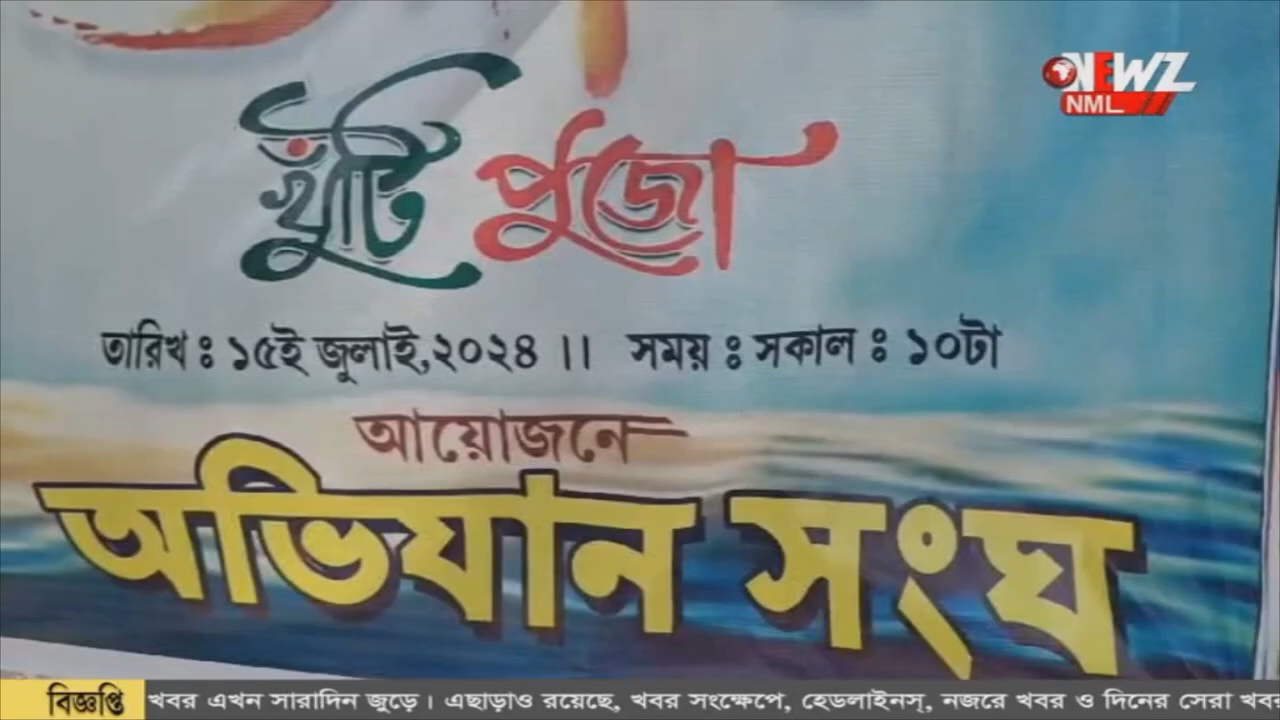 NEWZ
NML
খুঁটি পুজো
তারিখ : ১৫ই জুলাই,২০২৪ ।। সময় : সকাল : ১০টা
আয়োজনে
অভিযান সংঘ
বিজ্ঞপ্তি খবর এখন সারাদিন জুড়ে । এছাড়াও রয়েছে, খবর সংক্ষেপে, হেডলাইনস্, নজরে খবর ও দিনের সেরা খবর